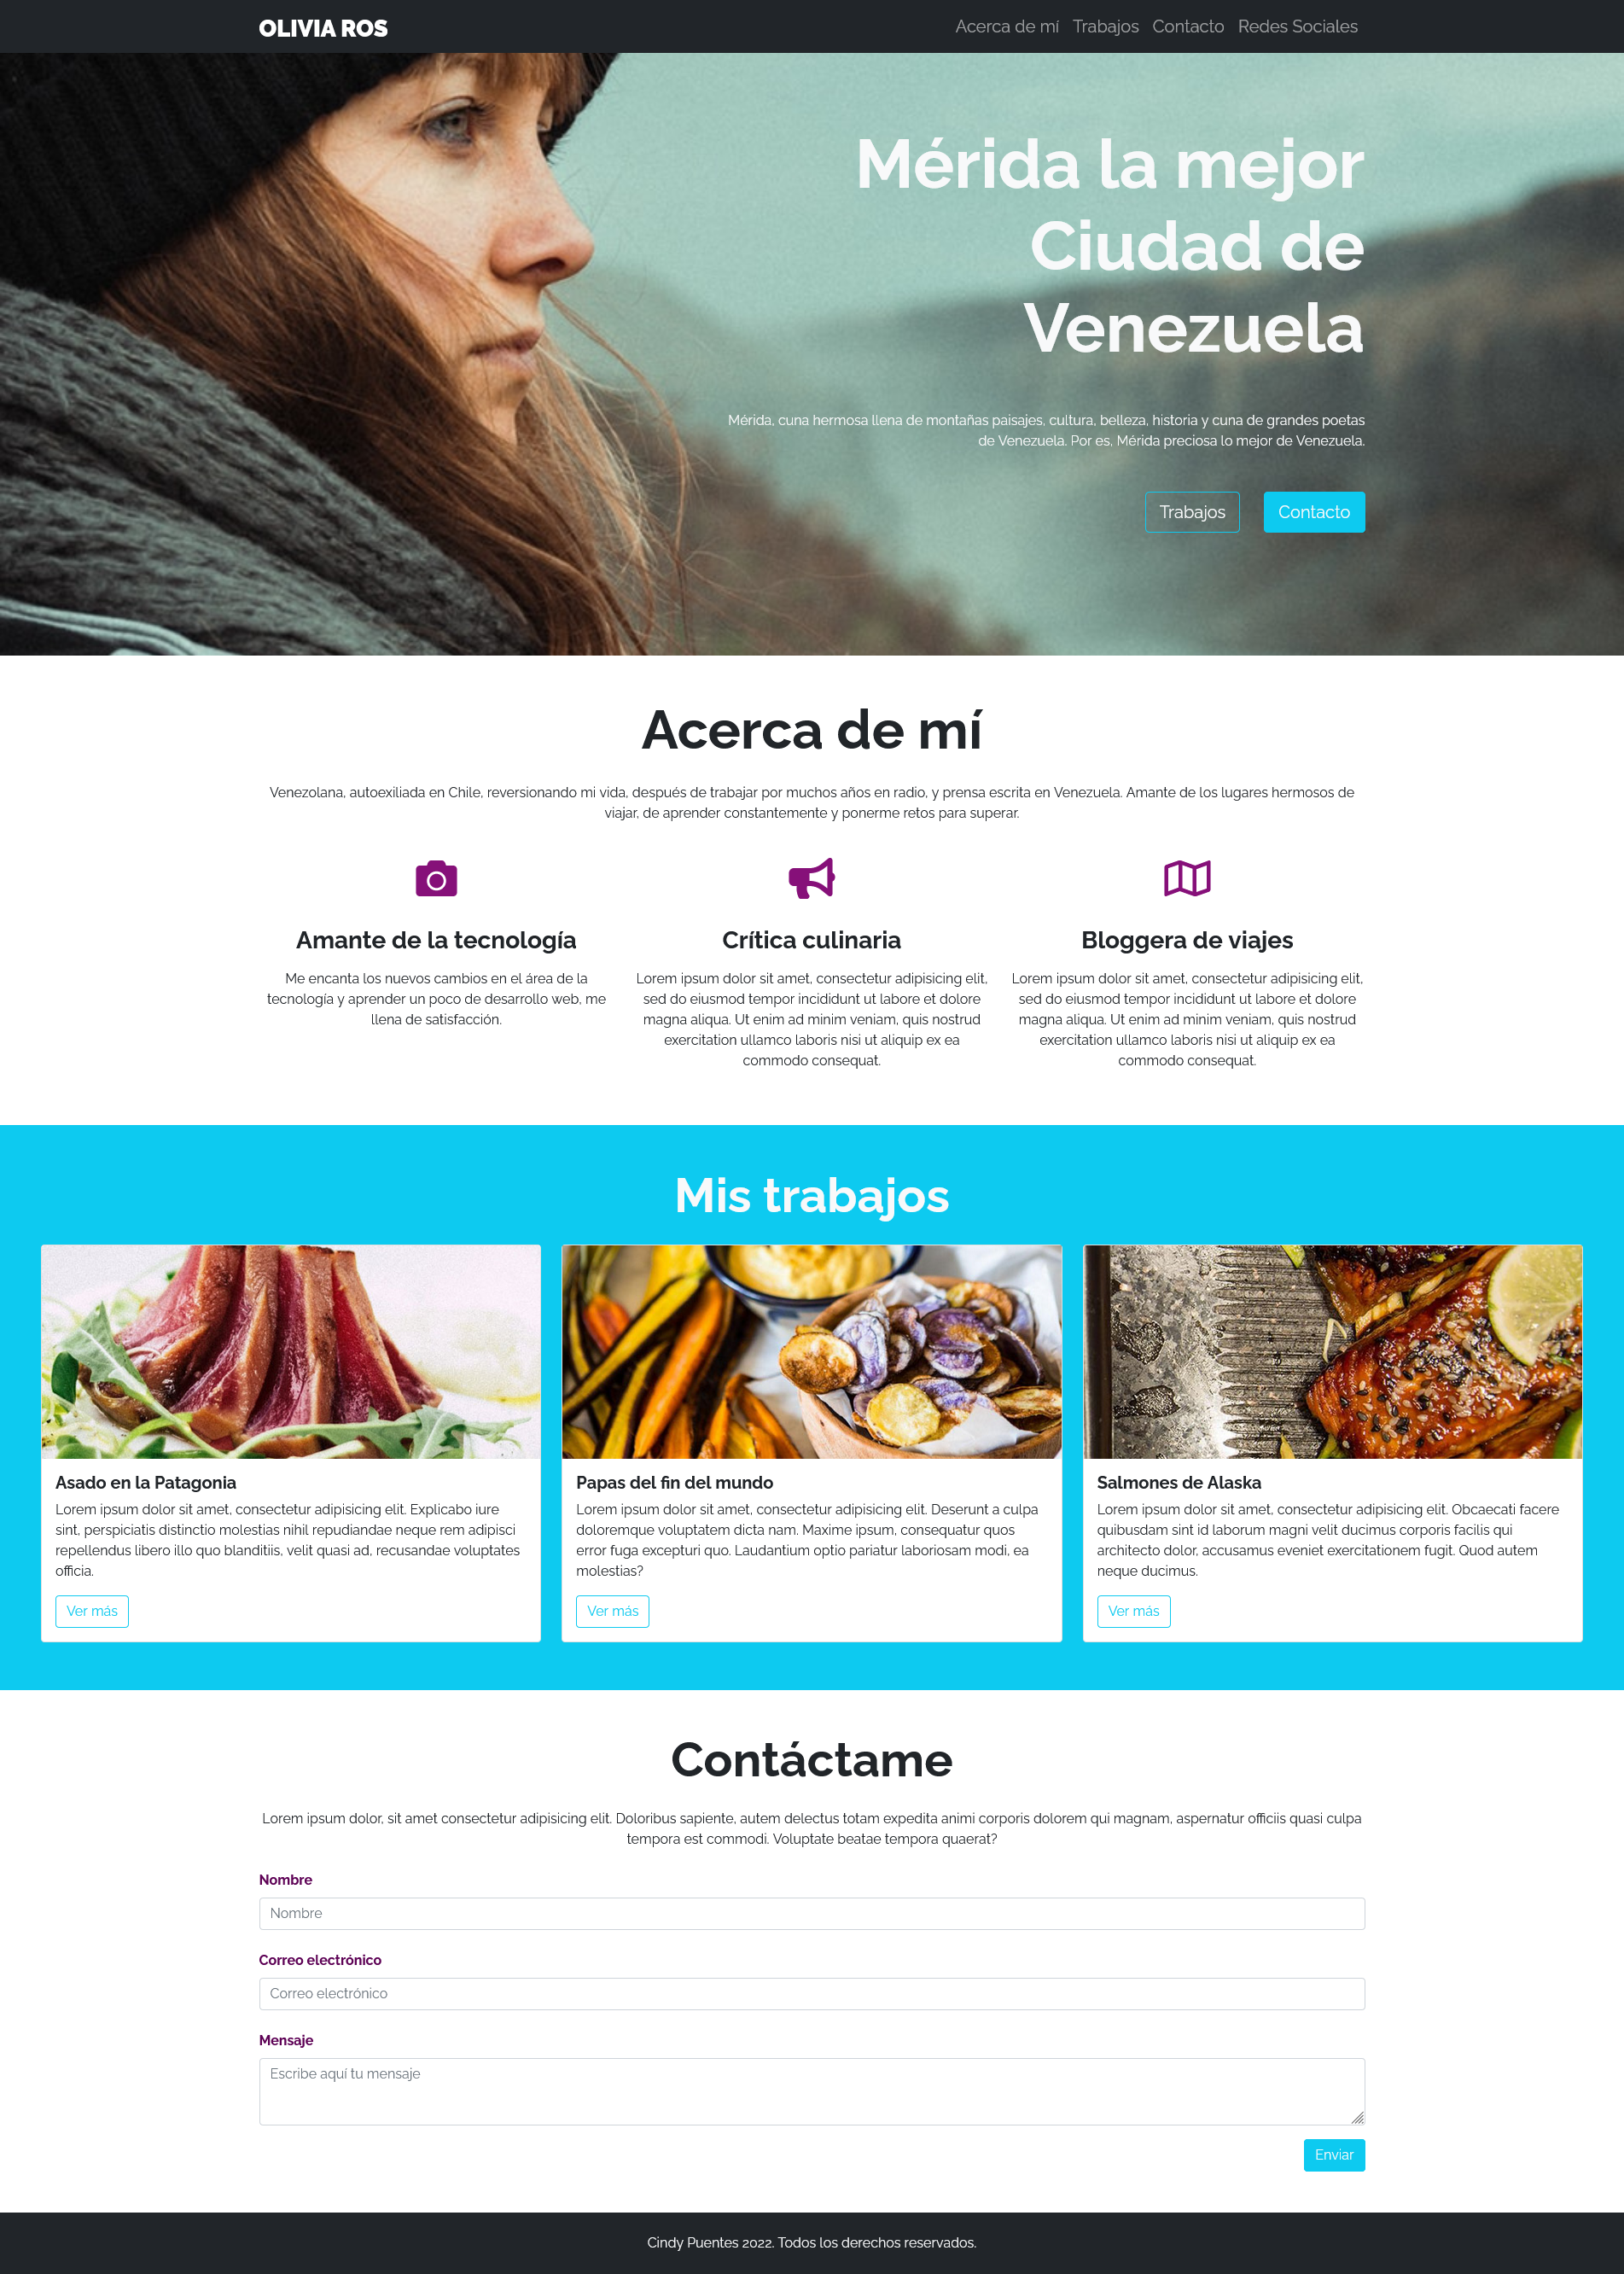 OLIVIA ROS
Acerca de mí Trabajos Contacto Redes Sociales
Mérida la mejor
Ciudad de
Venezuela
Mérida, cuna hermosa llena de montañas paisajes, cultura, belleza, historia y cuna de grandes poetas
de Venezuela. Por es, Mérida preciosa lo mejor de Venezuela.
Trabajos Contacto
Acerca de mí
Venezolana, autoexiliada en Chile, reversionando mi vida, después de trabajar por muchos años en radio, y prensa escrita en Venezuela. Amante de los lugares hermosos de
viajar, de aprender constantemente y ponerme retos para superar.
Amante de la tecnología
Me encanta los nuevos cambios en el área de la
tecnología y aprender un poco de desarrollo web, me
llena de satisfacción.
Crítica culinaria
Lorem ipsum dolor sit amet, consectetur adipisicing elit,
sed do eiusmod tempor incididunt ut labore et dolore
magna aliqua. Ut enim ad minim veniam, quis nostrud
exercitation ullamco laboris nisi ut aliquip ex ea
commodo consequat.
Bloggera de viajes
Lorem ipsum dolor sit amet, consectetur adipisicing elit,
sed do eiusmod tempor incididunt ut labore et dolore
magna aliqua. Ut enim ad minim veniam, quis nostrud
exercitation ullamco laboris nisi ut aliquip ex ea
commodo consequat.
Mis trabajos
Asado en la Patagonia
Lorem ipsum dolor sit amet, consectetur adipisicing elit. Explicabo iure
sint, perspiciatis distinctio molestias nihil repudiandae neque rem adipisci
repellendus libero illo quo blanditiis, velit quasi ad, recusandae voluptates
officia.
Ver más
Papas del fin del mundo
Lorem ipsum dolor sit amet, consectetur adipisicing elit. Deserunt a culpa
doloremque voluptatem dicta nam. Maxime ipsum, consequatur quos
error fuga excepturi quo. Laudantium optio pariatur laboriosam modi, ea
molestias?
Ver más
Salmones de Alaska
Lorem ipsum dolor sit amet, consectetur adipisicing elit. Obcaecati facere
quibusdam sint id laborum magni velit ducimus corporis facilis qui
architecto dolor, accusamus eveniet exercitationem fugit. Quod autem
neque ducimus.
Ver más
Contáctame
Lorem ipsum dolor, sit amet consectetur adipisicing elit. Doloribus sapiente, autem delectus totam expedita animi corporis dolorem qui magnam, aspernatur officiis quasi culpa
tempora est commodi. Voluptate beatae tempora quaerat?
Nombre
Nombre
Correo electrónico
Correo electrónico
Mensaje
Escribe aquí tu mensaje
Enviar
Cindy Puentes 2022. Todos los derechos reservados.